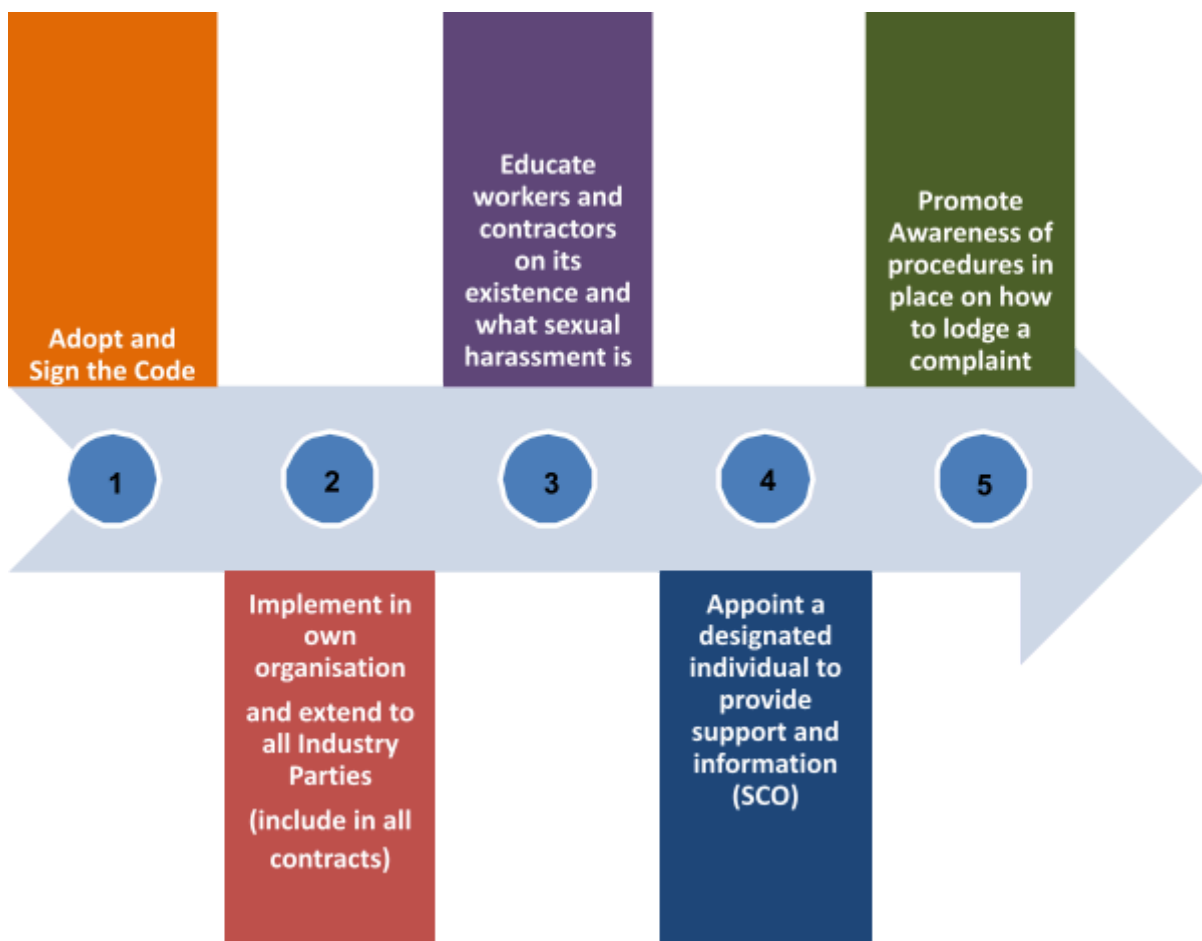 Adopt and
Sign the Code
1
Implement in
own
organisation
and extend to
all Industry
Parties
(include in all
contracts)
2
Educate
workers and
contractors
on its
existence and
what sexual
harassment is
3
Appoint a
designated
individual to
provide
support and
information
(SCO)
4
Promote
Awareness of
procedures in
place on how
to lodge a
complaint
5